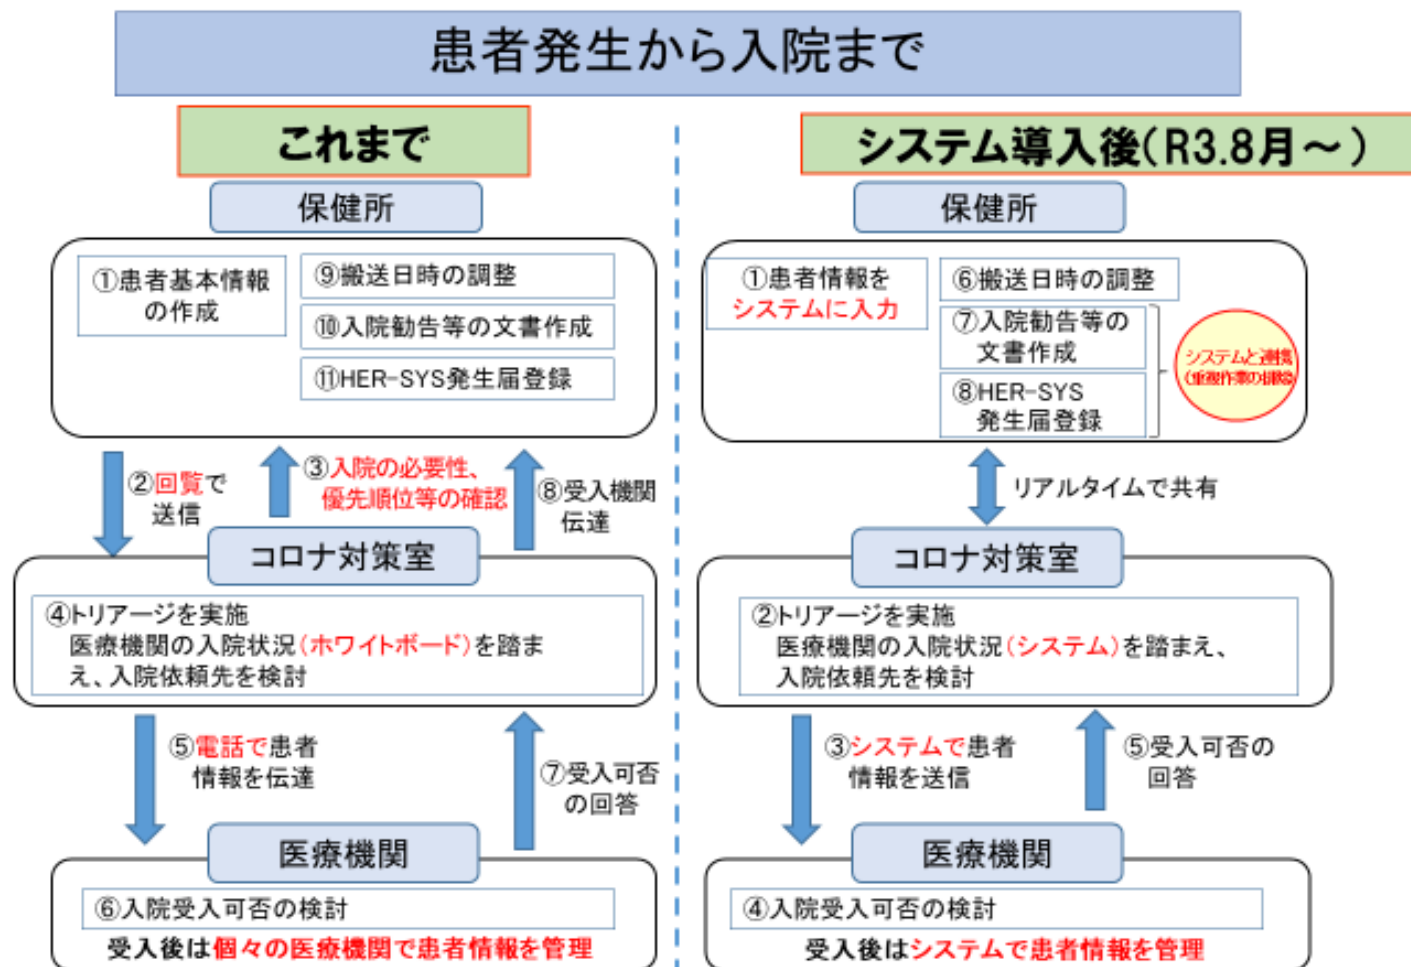 患者発生から入院まで
これまで
保健所
①患者基本情報
の作成
⑨搬送日時の調整
⑩入院勧告等の文書作成
⑪HER-SYS発生届登録
②回覧で
送信
③入院の必要性、
優先順位等の確認
⑧受入機関
伝達
コロナ対策室
④トリアージを実施
医療機関の入院状況(ホワイトボード)を踏ま
え、入院依頼先を検討
⑤電話で患者
情報を伝達
⑦受入可否
の回答
医療機関
⑥入院受入可否の検討
受入後は個々の医療機関で患者情報を管理
システム導入後(R3.8月～)
保健所
①患者情報を
システムに入力
⑥搬送日時の調整
⑦入院勧告等の
文書作成
⑧HER-SYS
発生届登録
システムと連携
(重複作業の排除)
リアルタイムで共有
コロナ対策室
②トリアージを実施
医療機関の入院状況(システム)を踏まえ、
入院依頼先を検討
③システムで患者
情報を送信
⑤受入可否の
回答
医療機関
④入院受入可否の検討
受入後はシステムで患者情報を管理